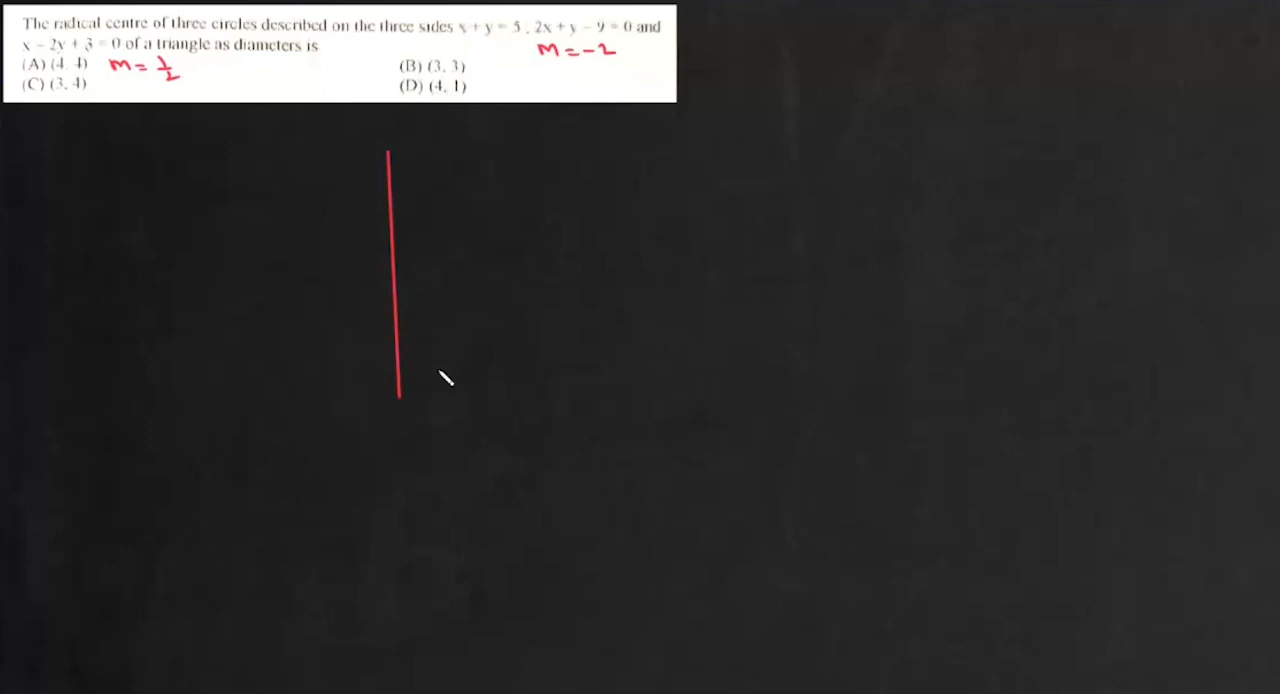 The radical centre of three circles described on the three sides x + y = 5 , 2x + y − 9 = 0 and
x − 2y + 3 = 0 of a triangle as diameters is
m = -2
(A) (4, 4) m = 1/2 (B) (3, 3)
(C) (3, 4) (D) (4, 1)